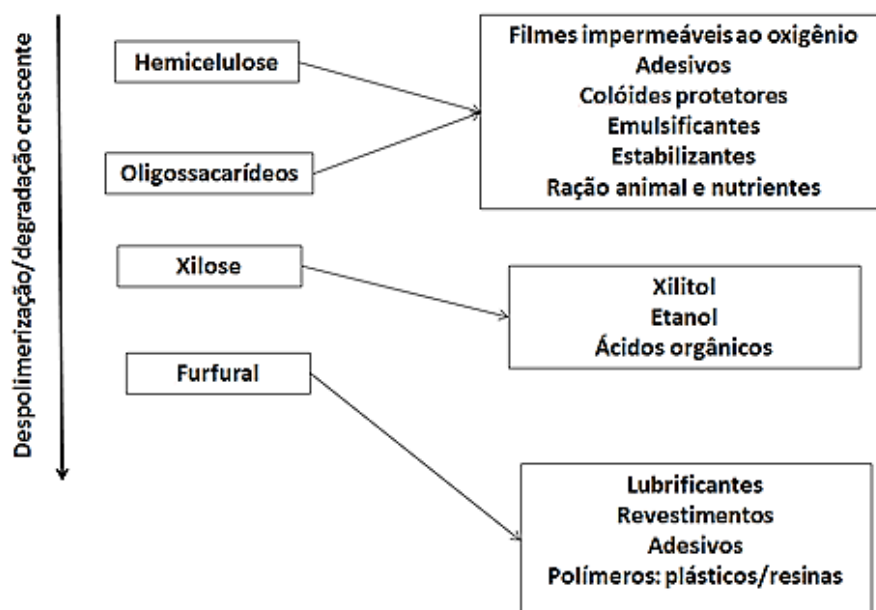 Despolimerização/degradação crescente
Hemicelulose
Oligossacarídeos
Xilose
Furfural
Filmes impermeáveis ao oxigênio
Adesivos
Colóides protetores
Emulsificantes
Estabilizantes
Ração animal e nutrientes
Xilitol
Etanol
Ácidos orgânicos
Lubrificantes
Revestimentos
Adesivos
Polímeros: plásticos/resinas